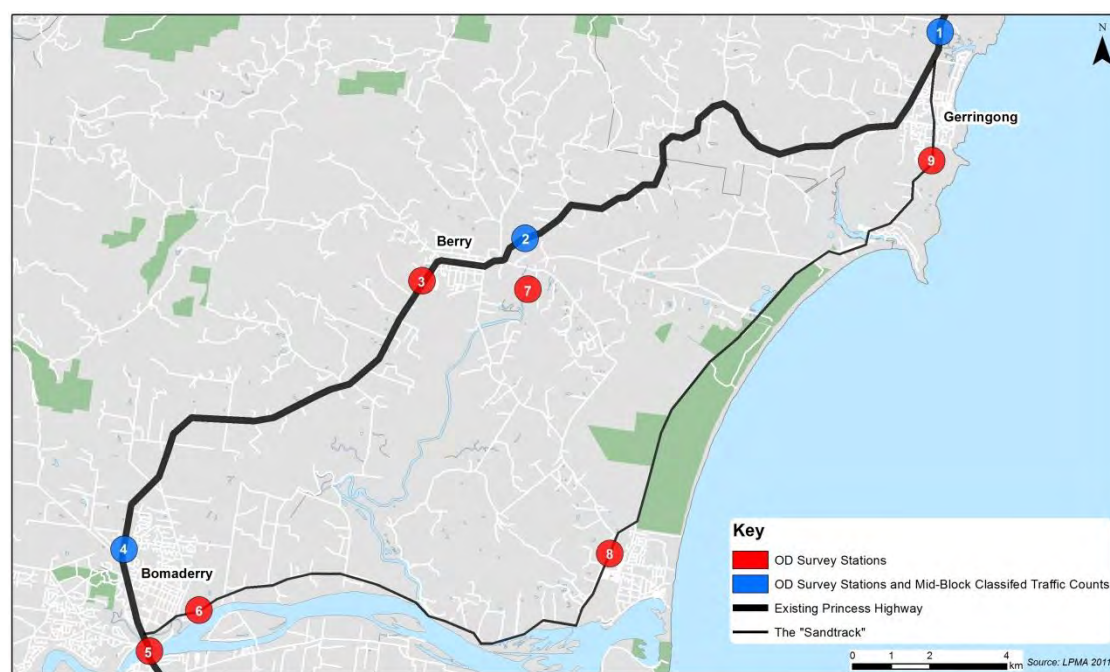 1
N
Gerringong
9
2
Berry
3
7
4
Bomaderry
8
6
5
Key
OD Survey Stations
OD Survey Stations and Mid-Block Classifed Traffic Counts
Existing Princess Highway
The "Sandtrack"
0 1 2 4
km
Source: LPMA 2011